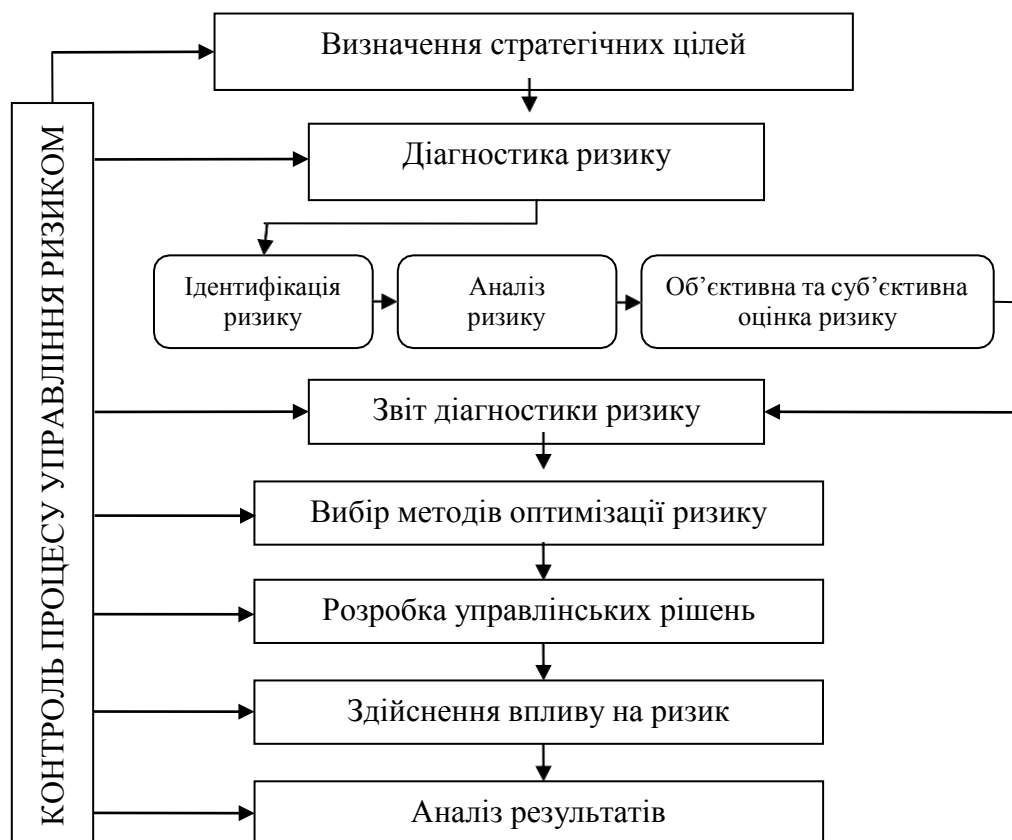 Визначення стратегічних цілей
КОНТРОЛЬ ПРОЦЕСУ УПРАВЛІННЯ РИЗИКОМ
Діагностика ризику
Ідентифікація
ризику
Аналіз
ризику
Об’єктивна та суб’єктивна
оцінка ризику
Звіт діагностики ризику
Вибір методів оптимізації ризику
Розробка управлінських рішень
Здійснення впливу на ризик
Аналіз результатів